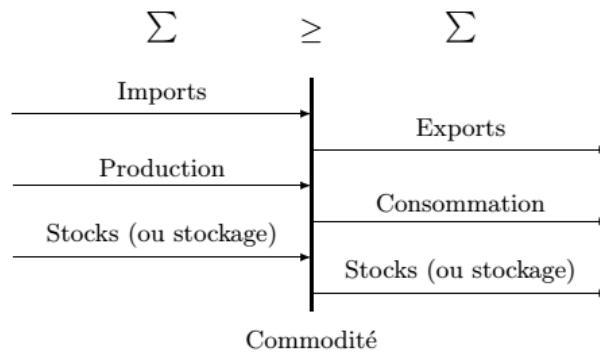 ∑ ≥ ∑
Imports
Exports
Production
Consommation
Stocks (ou stockage)
Stocks (ou stockage)
Commodité